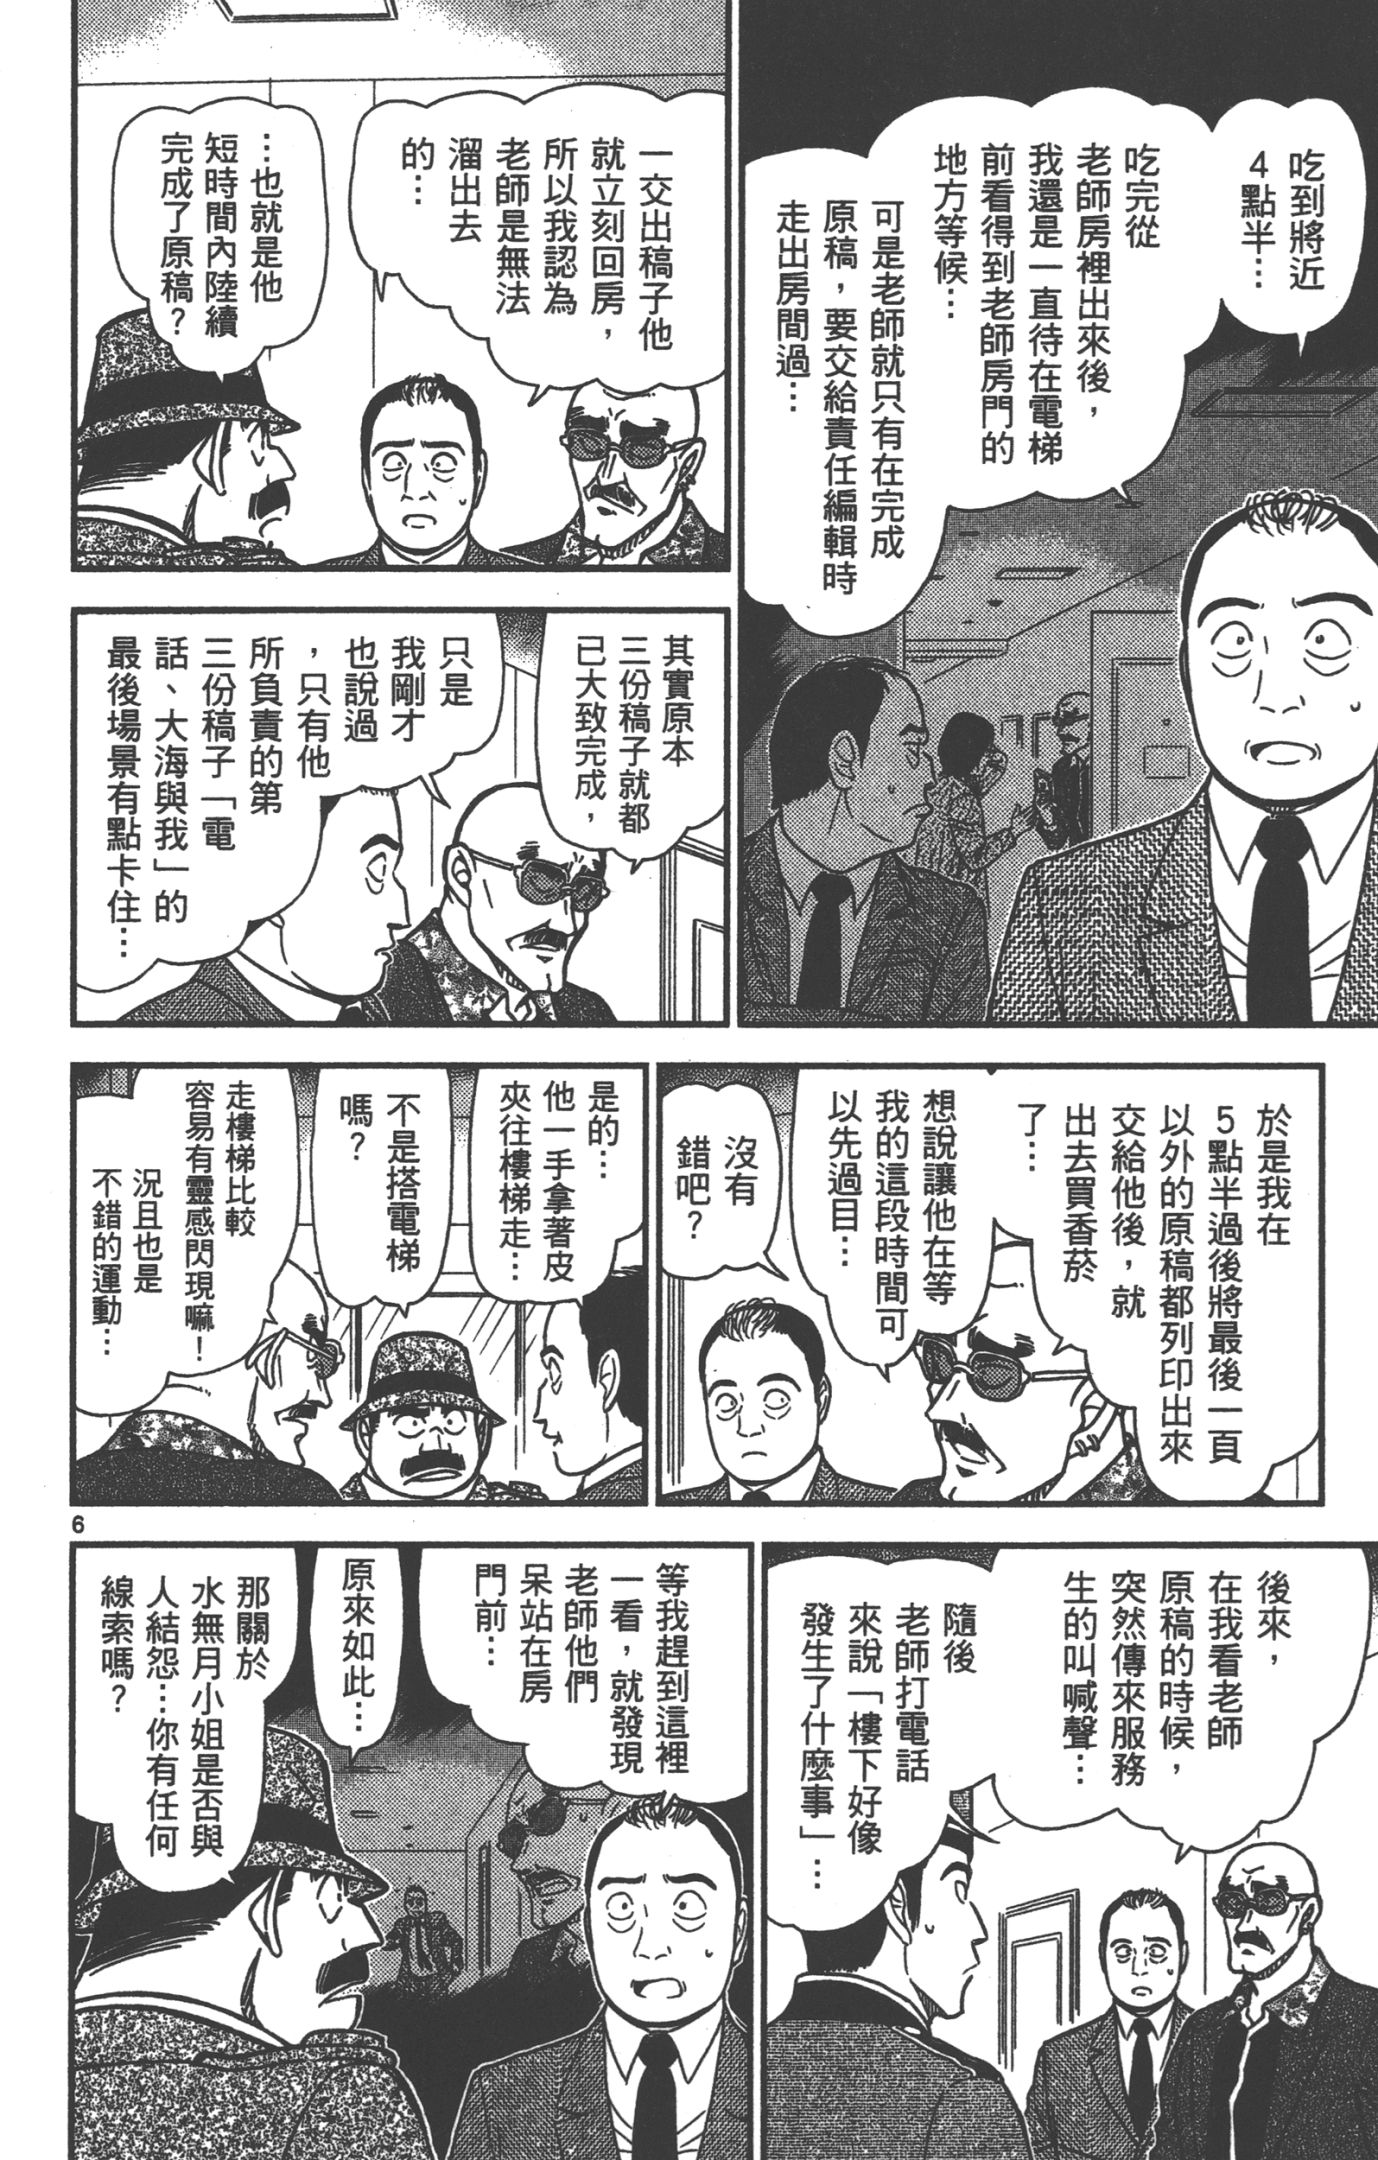 吃到將近
4點半⋯
吃完從
老師房裡出來後，
我還是一直待在電梯
前看得到老師房門的
地方等候⋯
可是老師就只有在完成
原稿，要交給責任編輯時
走出房間過⋯
一交出稿子他
就立刻回房，
所以我認為
老師是無法
溜出去
的⋯
⋯也就是他
短時間內陸續
完成了原稿？
其實原本
三份稿子就都
已大致完成，
只是
我剛才
也說過
，只有他
所負責的第
三份稿子「電
話、大海與我」的
最後場景有點卡住⋯
於是我在
5點半過後將最後一頁
以外的原稿都列印出來
交給他後，就
出去買香菸
了⋯
想說讓他在等
我的這段時間可
以先過目⋯
沒有
錯吧？
是的⋯
他一手拿著皮
夾往樓梯走⋯
不是搭電梯
嗎？
走樓梯比較
容易有靈感閃現嘛！
況且也是
不錯的運動⋯
6
後來，
在我看老師
原稿的時候，
突然傳來服務
生的叫喊聲⋯
隨後
老師打電話
來說「樓下好像
發生了什麼事」⋯
等我趕到這裡
一看，就發現
老師他們
呆站在房
門前⋯
原來如此⋯
那關於
水無月小姐是否與
人結怨⋯你有任何
線索嗎？